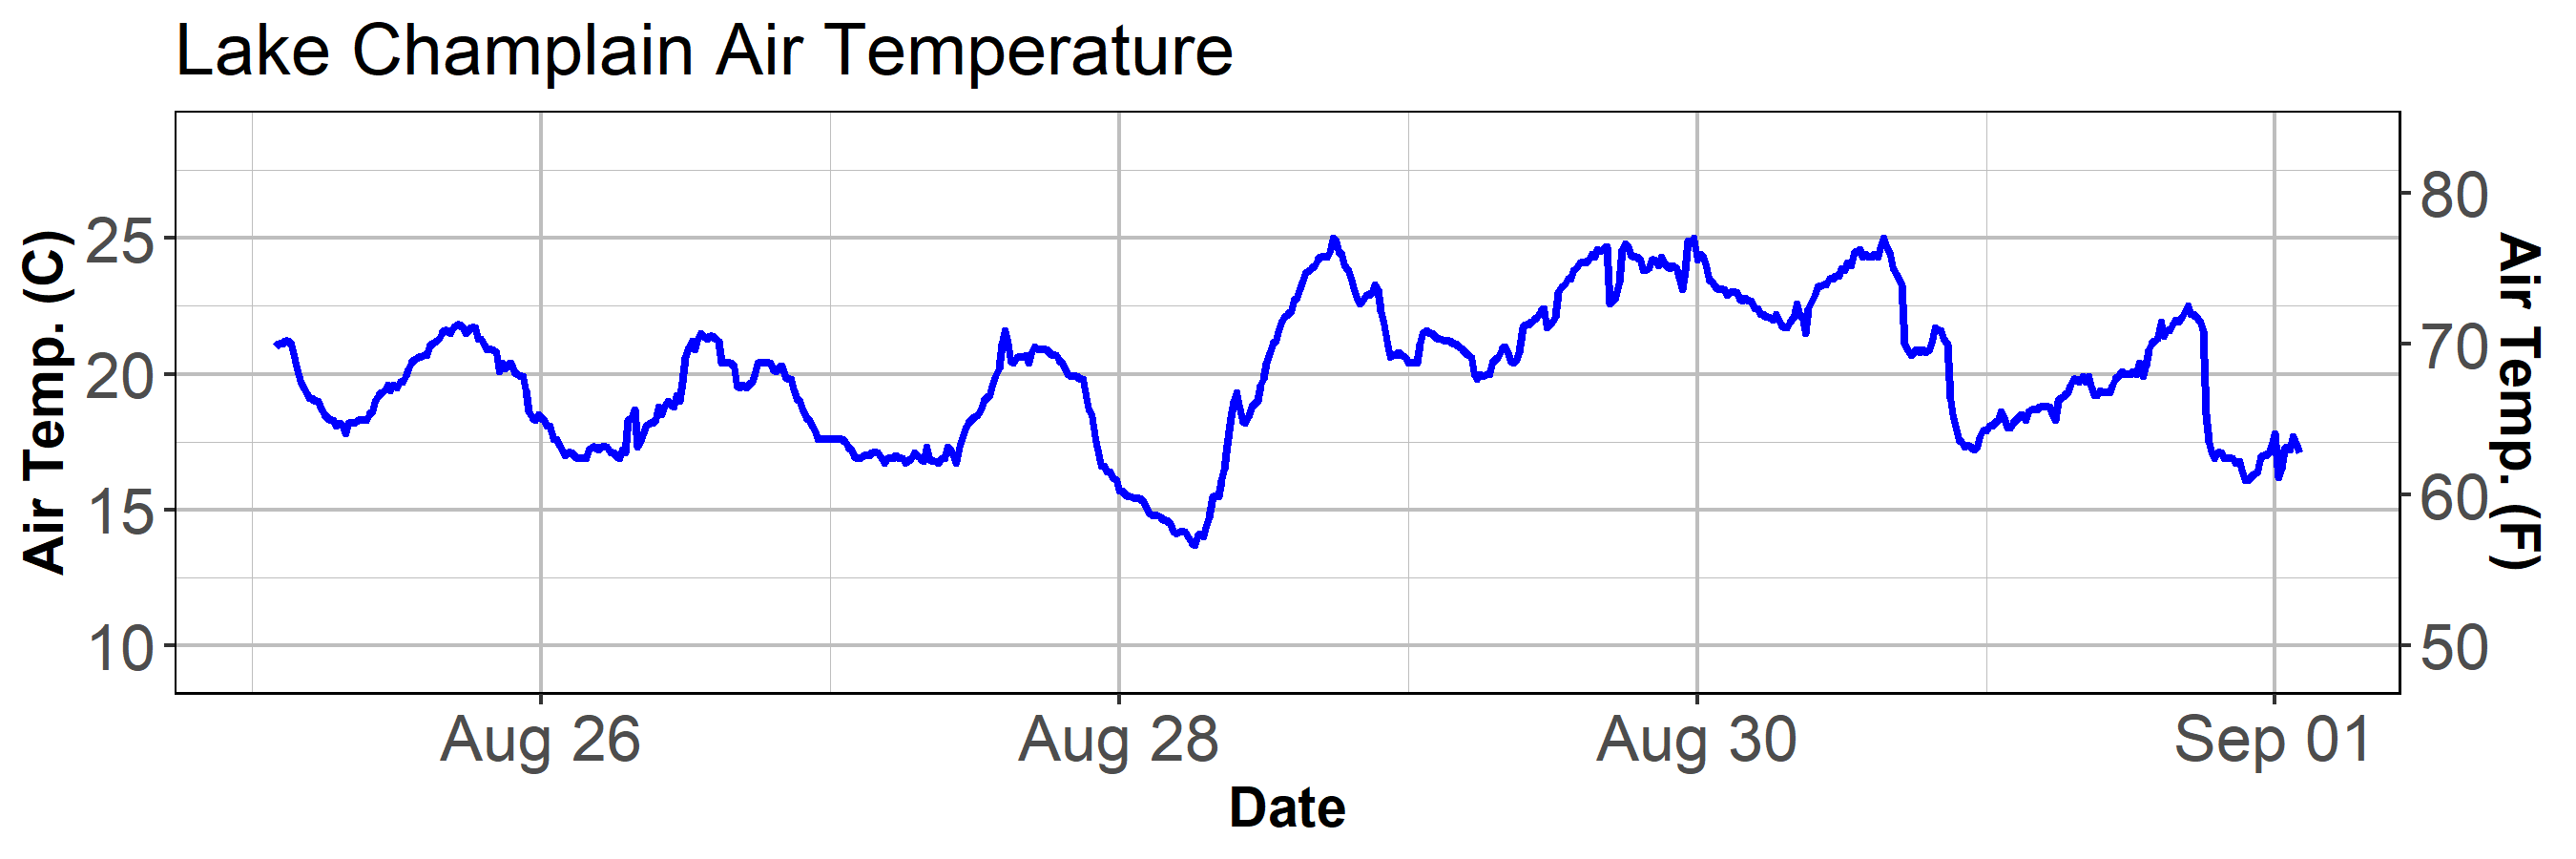 Lake Champlain Air Temperature
Air Temp. (C)
25
20
15
10
80
70
60
50
Air Temp. (F)
Aug 26 Aug 28 Aug 30 Sep 01
Date